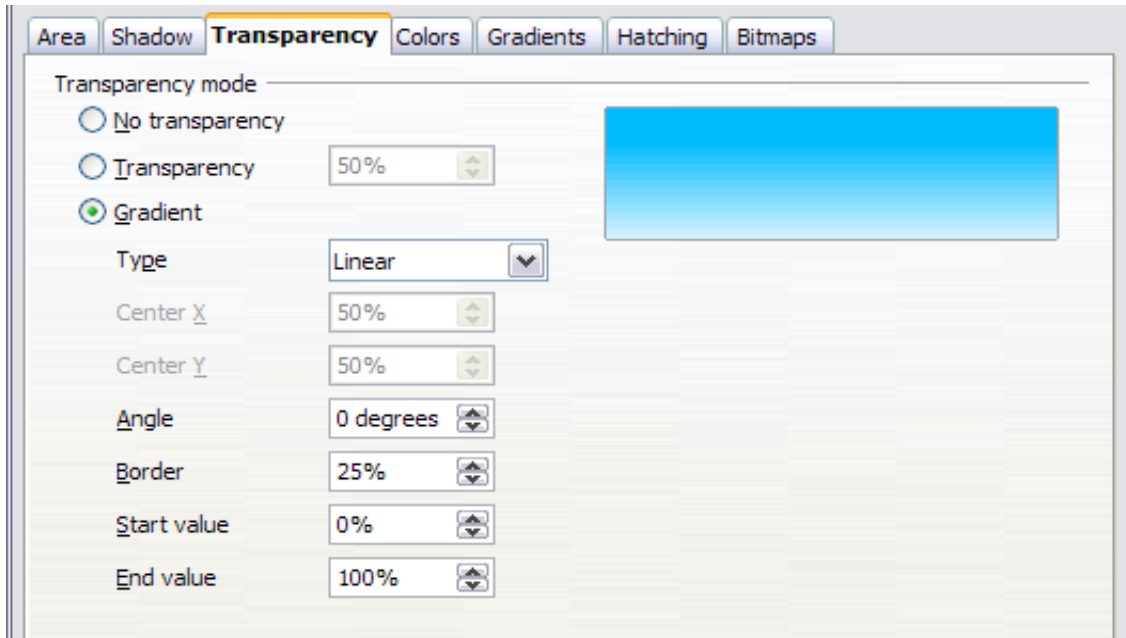 Area Shadow Transparency Colors Gradients Hatching Bitmaps
Transparency mode
No transparency
Transparency 50%
Gradient
Type Linear
Center X 50%
Center Y 50%
Angle 0 degrees
Border 25%
Start value 0%
End value 100%